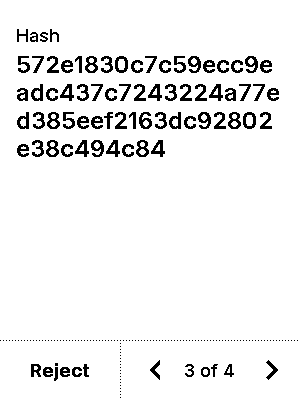 Hash
572e1830c7c59ecc9e
adc437c7243224a77e
d385eef2163dc92802
e38c494c84
Reject
3 of 4